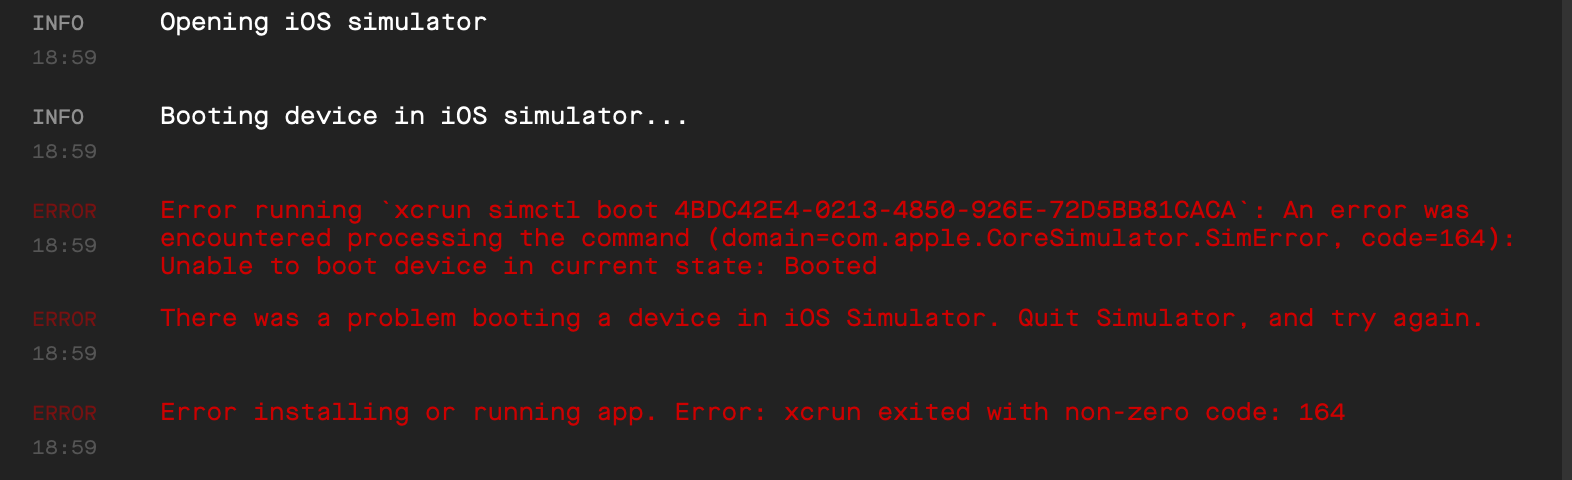 INFO Opening iOS simulator
18:59
INFO Booting device in iOS simulator...
18:59
ERROR Error running `xcrun simctl boot 4BDC42E4-0213-4850-926E-72D5BB81CACA`: An error was
18:59 encountered processing the command (domain=com.apple.CoreSimulator.SimError, code=164):
Unable to boot device in current state: Booted
ERROR There was a problem booting a device in iOS Simulator. Quit Simulator, and try again.
18:59
ERROR Error installing or running app. Error: xcrun exited with non-zero code: 164
18:59